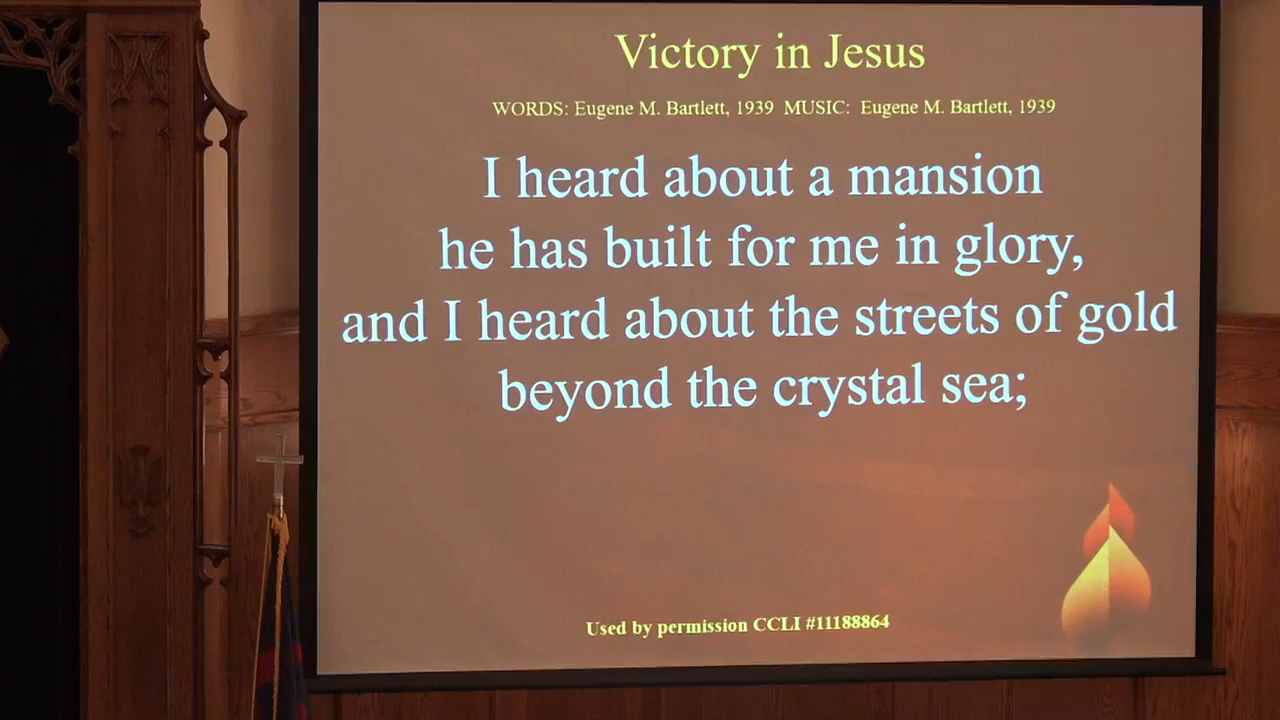 Victory in Jesus
WORDS: Eugene M. Bartlett, 1939 MUSIC: Eugene M. Bartlett, 1939
I heard about a mansion
he has built for me in glory,
and I heard about the streets of gold
beyond the crystal sea;
Used by permission CCLI #11188864